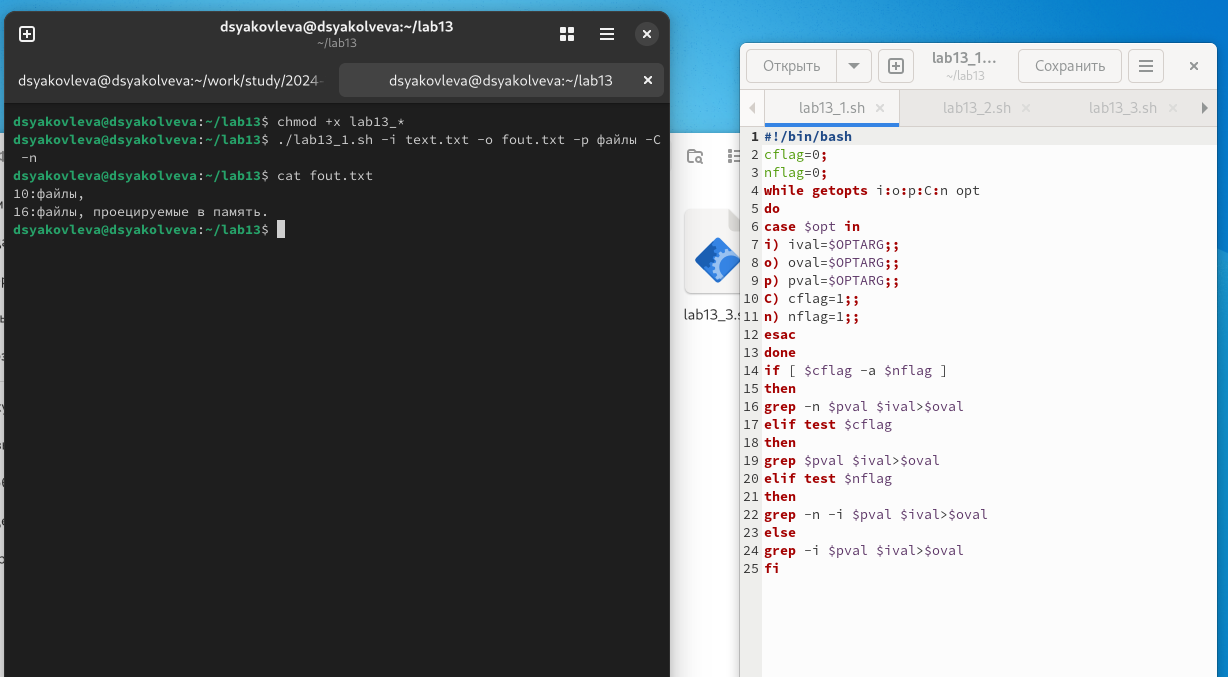 dsyakovleva@dsyakolveva:~/lab13
~/lab13
dsyakovleva@dsyakolveva:~/work/study/2024-
dsyakovleva@dsyakolveva:~/lab13
dsyakovleva@dsyakolveva:~/lab13$ chmod +x lab13_*
dsyakovleva@dsyakolveva:~/lab13$ ./lab13_1.sh -i text.txt -o fout.txt -p файлы -C
 -n
dsyakovleva@dsyakolveva:~/lab13$ cat fout.txt
10:файлы,
16:файлы, проецируемые в память.
dsyakovleva@dsyakolveva:~/lab13$
lab13_3.s
Открыть
lab13_1...
~/lab13
Сохранить
lab13_1.sh
lab13_2.sh
lab13_3.sh
1 #!/bin/bash
2 cflag=0;
3 nflag=0;
4 while getopts i:o:p:C:n opt
5 do
6 case $opt in
7 i) ival=$OPTARG;;
8 o) oval=$OPTARG;;
9 p) pval=$OPTARG;;
10 C) cflag=1;;
11 n) nflag=1;;
12 esac
13 done
14 if [ $cflag -a $nflag ]
15 then
16 grep -n $pval $ival>$oval
17 elif test $cflag
18 then
19 grep $pval $ival>$oval
20 elif test $nflag
21 then
22 grep -n -i $pval $ival>$oval
23 else
24 grep -i $pval $ival>$oval
25 fi